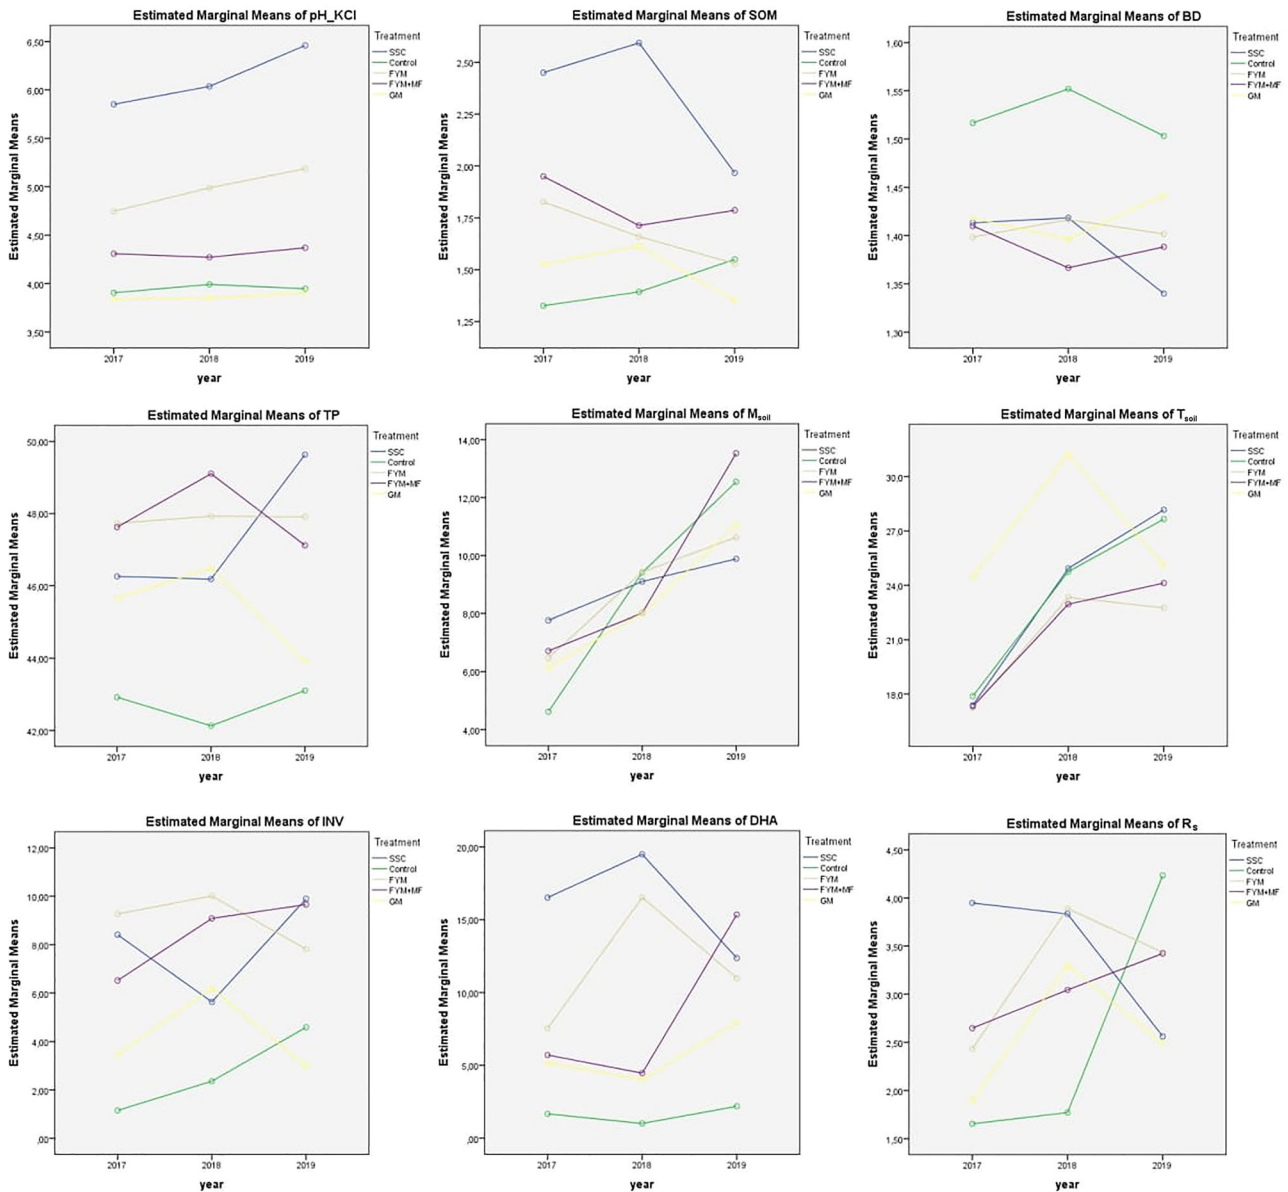 Estimated Marginal Means of pH_KCl
Treatment
SSC
Control
FYM
FYM+MF
GM
Estimated Marginal Means
6,50
6,00
5,50
5,00
4,50
4,00
3,50
2017 2018 2019
year
Estimated Marginal Means of SOM
Treatment
SSC
Control
FYM
FYM+MF
GM
Estimated Marginal Means
2,50
2,25
2,00
1,75
1,50
1,25
2017 2018 2019
year
Estimated Marginal Means of BD
Treatment
SSC
Control
FYM
FYM+MF
GM
Estimated Marginal Means
1,60
1,55
1,50
1,45
1,40
1,35
1,30
2017 2018 2019
year
Estimated Marginal Means of TP
Treatment
SSC
Control
FYM
FYM+MF
GM
Estimated Marginal Means
50,00
48,00
46,00
44,00
42,00
2017 2018 2019
year
Estimated Marginal Means of Msoil
Treatment
SSC
Control
FYM
FYM+MF
GM
Estimated Marginal Means
14,00
12,00
10,00
8,00
6,00
4,00
2017 2018 2019
year
Estimated Marginal Means of Tsoil
Treatment
SSC
Control
FYM
FYM+MF
GM
Estimated Marginal Means
30,0
27,0
24,0
21,0
18,0
2017 2018 2019
year
Estimated Marginal Means of INV
Treatment
SSC
Control
FYM
FYM+MF
GM
Estimated Marginal Means
12,00
10,00
8,00
6,00
4,00
2,00
,00
2017 2018 2019
year
Estimated Marginal Means of DHA
Treatment
SSC
Control
FYM
FYM+MF
GM
Estimated Marginal Means
20,00
15,00
10,00
5,00
,00
2017 2018 2019
year
Estimated Marginal Means of Rs
Treatment
SSC
Control
FYM
FYM+MF
GM
Estimated Marginal Means
4,50
4,00
3,50
3,00
2,50
2,00
1,50
2017 2018 2019
year